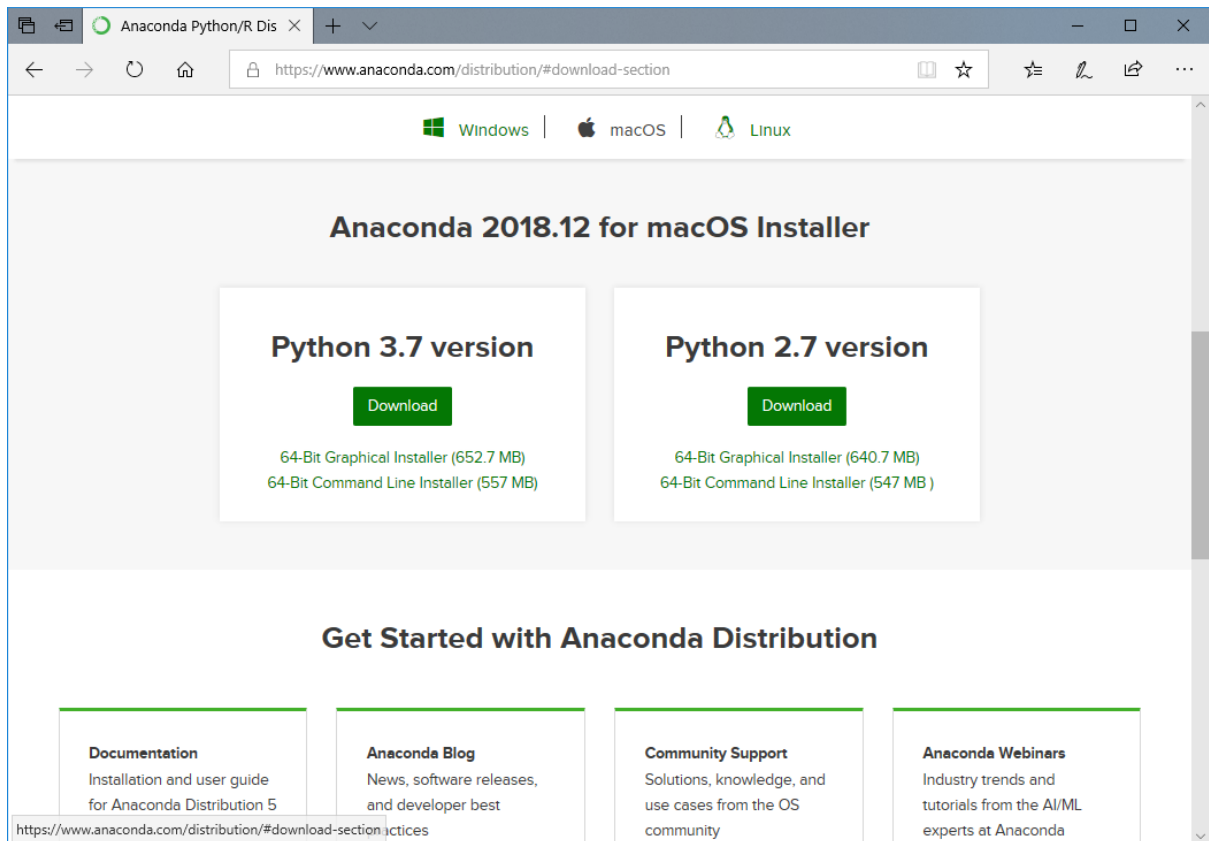 Anaconda Python/R Dis
https://www.anaconda.com/distribution/#download-section
Windows
macOS
Linux
Anaconda 2018.12 for macOS Installer
Python 3.7 version
Download
64-Bit Graphical Installer (652.7 MB)
64-Bit Command Line Installer (557 MB)
Python 2.7 version
Download
64-Bit Graphical Installer (640.7 MB)
64-Bit Command Line Installer (547 MB )
Get Started with Anaconda Distribution
Documentation
Installation and user guide
for Anaconda Distribution 5
Anaconda Blog
News, software releases,
and developer best
actices
Community Support
Solutions, knowledge, and
use cases from the OS
community
Anaconda Webinars
Industry trends and
tutorials from the AI/ML
experts at Anaconda
https://www.anaconda.com/distribution/#download-section